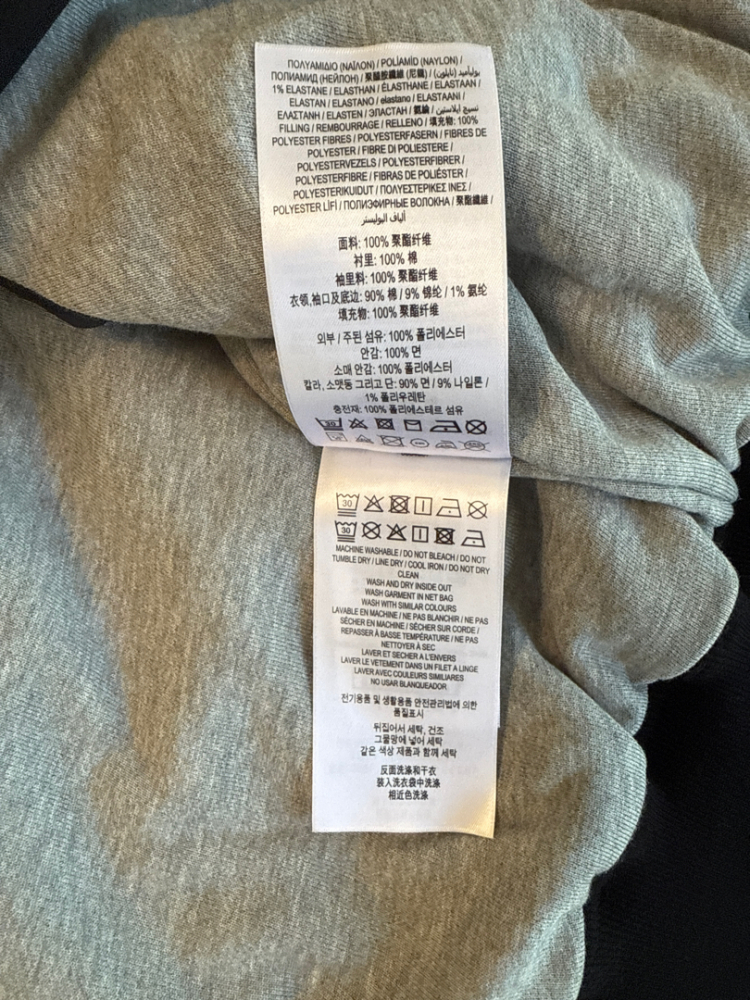 ΠΟΛΥΑΜΙΔΙΟ (ΝΑΪΛΟΝ) / POLÍAMÍD (NAYLON) /
ПОЛИАМИД (НЕЙЛОН) / 聚醯胺纖維 (尼龍) / بولياميد (نايلون)
1% ELASTANE / ELASTHAN / ÉLASTHANE / ELASTAAN /
ELASTAN / ELASTANO / elastano / ELASTAANI /
ΕΛΑΣΤΑΝΗ / ELASTEN / ЭЛАСТАН / 氨綸 / نسيج ايلاستين
FILLING / REMBOURRAGE / RELLENO / 填充物: 100%
POLYESTER FIBRES / POLYESTERFASERN / FIBRES DE
POLYESTER / FIBRE DI POLIESTERE /
POLYESTERVEZELS / POLYESTERFIBRER /
POLYESTERFIBRE / FIBRAS DE POLIÉSTER /
POLYESTERIKUIDUT / ΠΟΛΥΕΣΤΕΡΙΚΕΣ ΙΝΕΣ /
POLYESTER LİFİ / ПОЛИЭФИРНЫЕ ВОЛОКНА / 聚酯纖維 /
ألياف البوليستر
面料: 100% 聚酯纤维
衬里: 100% 棉
袖里料: 100% 聚酯纤维
衣领,袖口及底边: 90% 棉 / 9% 锦纶 / 1% 氨纶
填充物: 100% 聚酯纤维
외부 / 주된 섬유: 100% 폴리에스터
안감: 100% 면
소매 안감: 100% 폴리에스터
칼라, 소맷동 그리고 단: 90% 면 / 9% 나일론 /
1% 폴리우레탄
충전재: 100% 폴리에스테르 섬유
30
30
MACHINE WASHABLE / DO NOT BLEACH / DO NOT
TUMBLE DRY / LINE DRY / COOL IRON / DO NOT DRY
CLEAN
WASH AND DRY INSIDE OUT
WASH GARMENT IN NET BAG
WASH WITH SIMILAR COLOURS
LAVABLE EN MACHINE / NE PAS BLANCHIR / NE PAS
SÉCHER EN MACHINE / SÉCHER SUR CORDE /
REPASSER À BASSE TEMPÉRATURE / NE PAS
NETTOYER À SEC
LAVER ET SECHER A L'ENVERS
LAVER LE VETEMENT DANS UN FILET A LINGE
LAVER AVEC COULEURS SIMILIARES
NO USAR BLANQUEADOR
전기용품 및 생활용품 안전관리법에 의한
품질표시
뒤집어서 세탁, 건조
그물망에 넣어 세탁
같은 색상 제품과 함께 세탁
反面洗涤和干衣
装入洗衣袋中洗涤
相近色洗涤